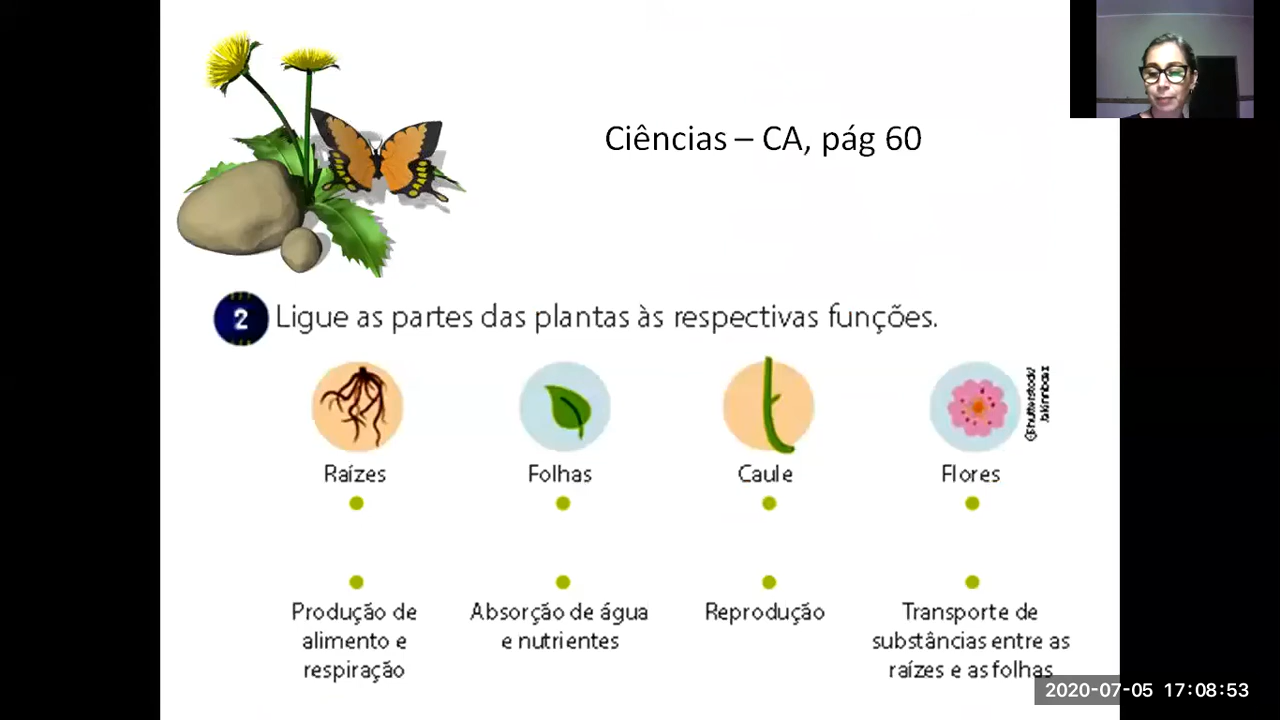 Ciências – CA, pág 60
2 Ligue as partes das plantas às respectivas funções.
Raízes
Folhas
Caule
Flores
©Shutterstock/
Produção de
alimento e
respiração
Absorção de água
e nutrientes
Reprodução
Transporte de
substâncias entre as
raízes e as folhas
2020-07-05 17:08:53